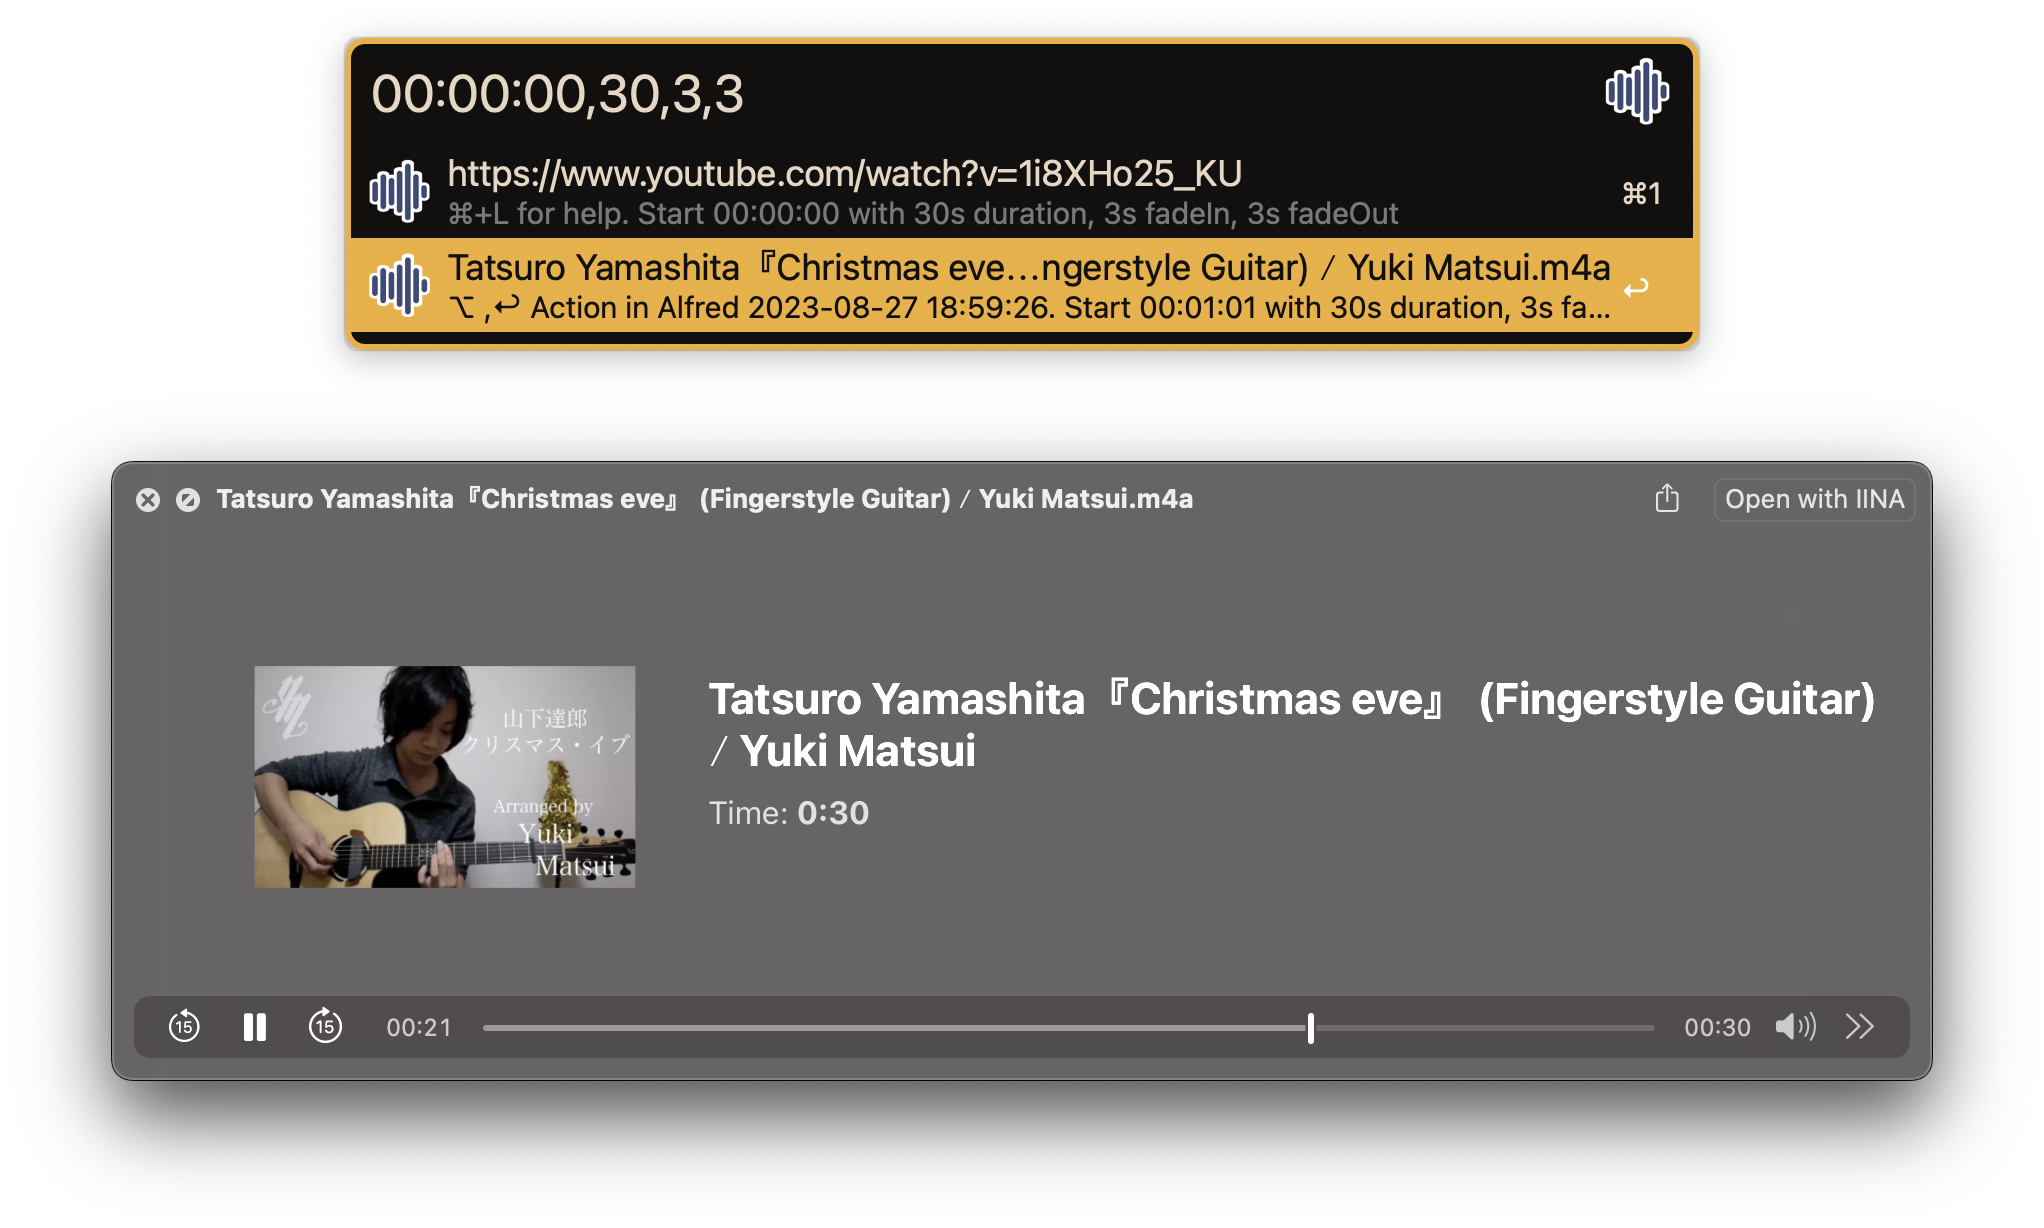 00:00:00,30,3,3
https://www.youtube.com/watch?v=1i8XHo25_KU
⌘+L for help. Start 00:00:00 with 30s duration, 3s fadeIn, 3s fadeOut
⌘1
Tatsuro Yamashita『Christmas eve…ngerstyle Guitar) / Yuki Matsui.m4a
⌥ ,↩ Action in Alfred 2023-08-27 18:59:26. Start 00:01:01 with 30s duration, 3s fa…
↩
Tatsuro Yamashita『Christmas eve』 (Fingerstyle Guitar) / Yuki Matsui.m4a
Open with IINA
山下達郎
クリスマス・イブ
Arranged by
Yuki
Matsui
Tatsuro Yamashita『Christmas eve』 (Fingerstyle Guitar)
/ Yuki Matsui
Time: 0:30
15
15
00:21
00:30